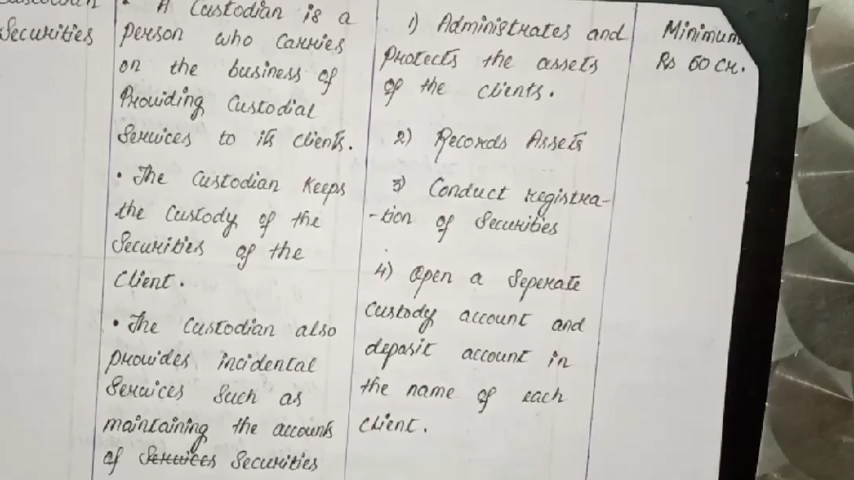 Securities
• A Custodian is a
person who carries
on the business of
Providing Custodial
Services to its clients.
• The Custodian Keeps
the Custody of the
Securities of the
Client.
• The Custodian also
provides incidental
Services such as
maintaining the accounts
of Services Securities
1) Administrates and
protects the assets
of the clients.
2) Records Assets
3) Conduct registra-
-tion of Securities
4) Open a Seperate
Custody account and
deposit account in
the name of each
client.
Minimum
Rs 50 cr.